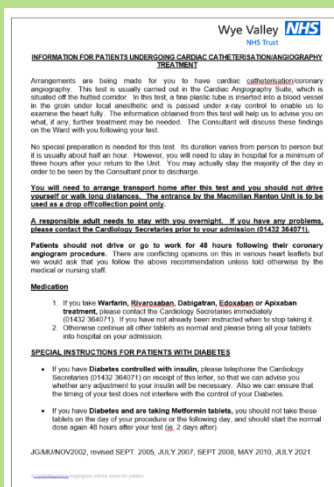 Wye Valley NHS
NHS Trust
INFORMATION FOR PATIENTS UNDERGOING CARDIAC CATHETERISATION/ANGIOGRAPHY
TREATMENT
Arrangements are being made for you to have cardiac catheterisation/coronary
angiography. This test is usually carried out in the Cardiac Angiography Suite, which is
situated off the hutted corridor. In this test, a fine plastic tube is inserted into a blood vessel
in the groin under local anesthetic and is passed under x-ray control to enable us to
examine the heart fully. The information obtained from this test will help us to advise you on
what, if any, further treatment may be needed. The Consultant will discuss these findings
on the Ward with you following your test.
No special preparation is needed for this test. Its duration varies from person to person but
it is usually about half an hour. However, you will need to stay in hospital for a minimum of
three hours after your return to the Unit. You may actually stay the majority of the day in
order to be seen by the Consultant prior to discharge.
You will need to arrange transport home after this test and you should not drive
yourself or walk long distances. The entrance by the Macmillan Renton Unit is to be
used as a drop off/collection point only.
A responsible adult needs to stay with you overnight. If you have any problems,
please contact the Cardiology Secretaries prior to your admission (01432 364071).
Patients should not drive or go to work for 48 hours following their coronary
angiogram procedure. There are conflicting opinions on this in various heart leaflets but
we would ask that you follow the above recommendation unless told otherwise by the
medical or nursing staff.
Medication
1. If you take Warfarin, Rivaroxaban, Dabigatran, Edoxaban or Apixaban
treatment, please contact the Cardiology Secretaries immediately
(01432 364071). If you have not already been instructed when to stop taking it.
2. Otherwise continue all other tablets as normal and please bring all your tablets
into hospital on your admission.
SPECIAL INSTRUCTIONS FOR PATIENTS WITH DIABETES
• If you have Diabetes controlled with insulin, please telephone the Cardiology
Secretaries (01432 364071) on receipt of this letter, so that we can advise you
whether any adjustment to your insulin will be necessary. Also we can ensure that
the timing of your test does not interfere with the control of your Diabetes.
• If you have Diabetes and are taking Metformin tablets, you should not take these
tablets on the day of your procedure or the following day, and should start the normal
dose again 48 hours after your test (ie. 2 days after).
JG/MU/NOV2002, revised SEPT. 2005, JULY 2007, SEPT 2008, MAY 2010, JULY 2021